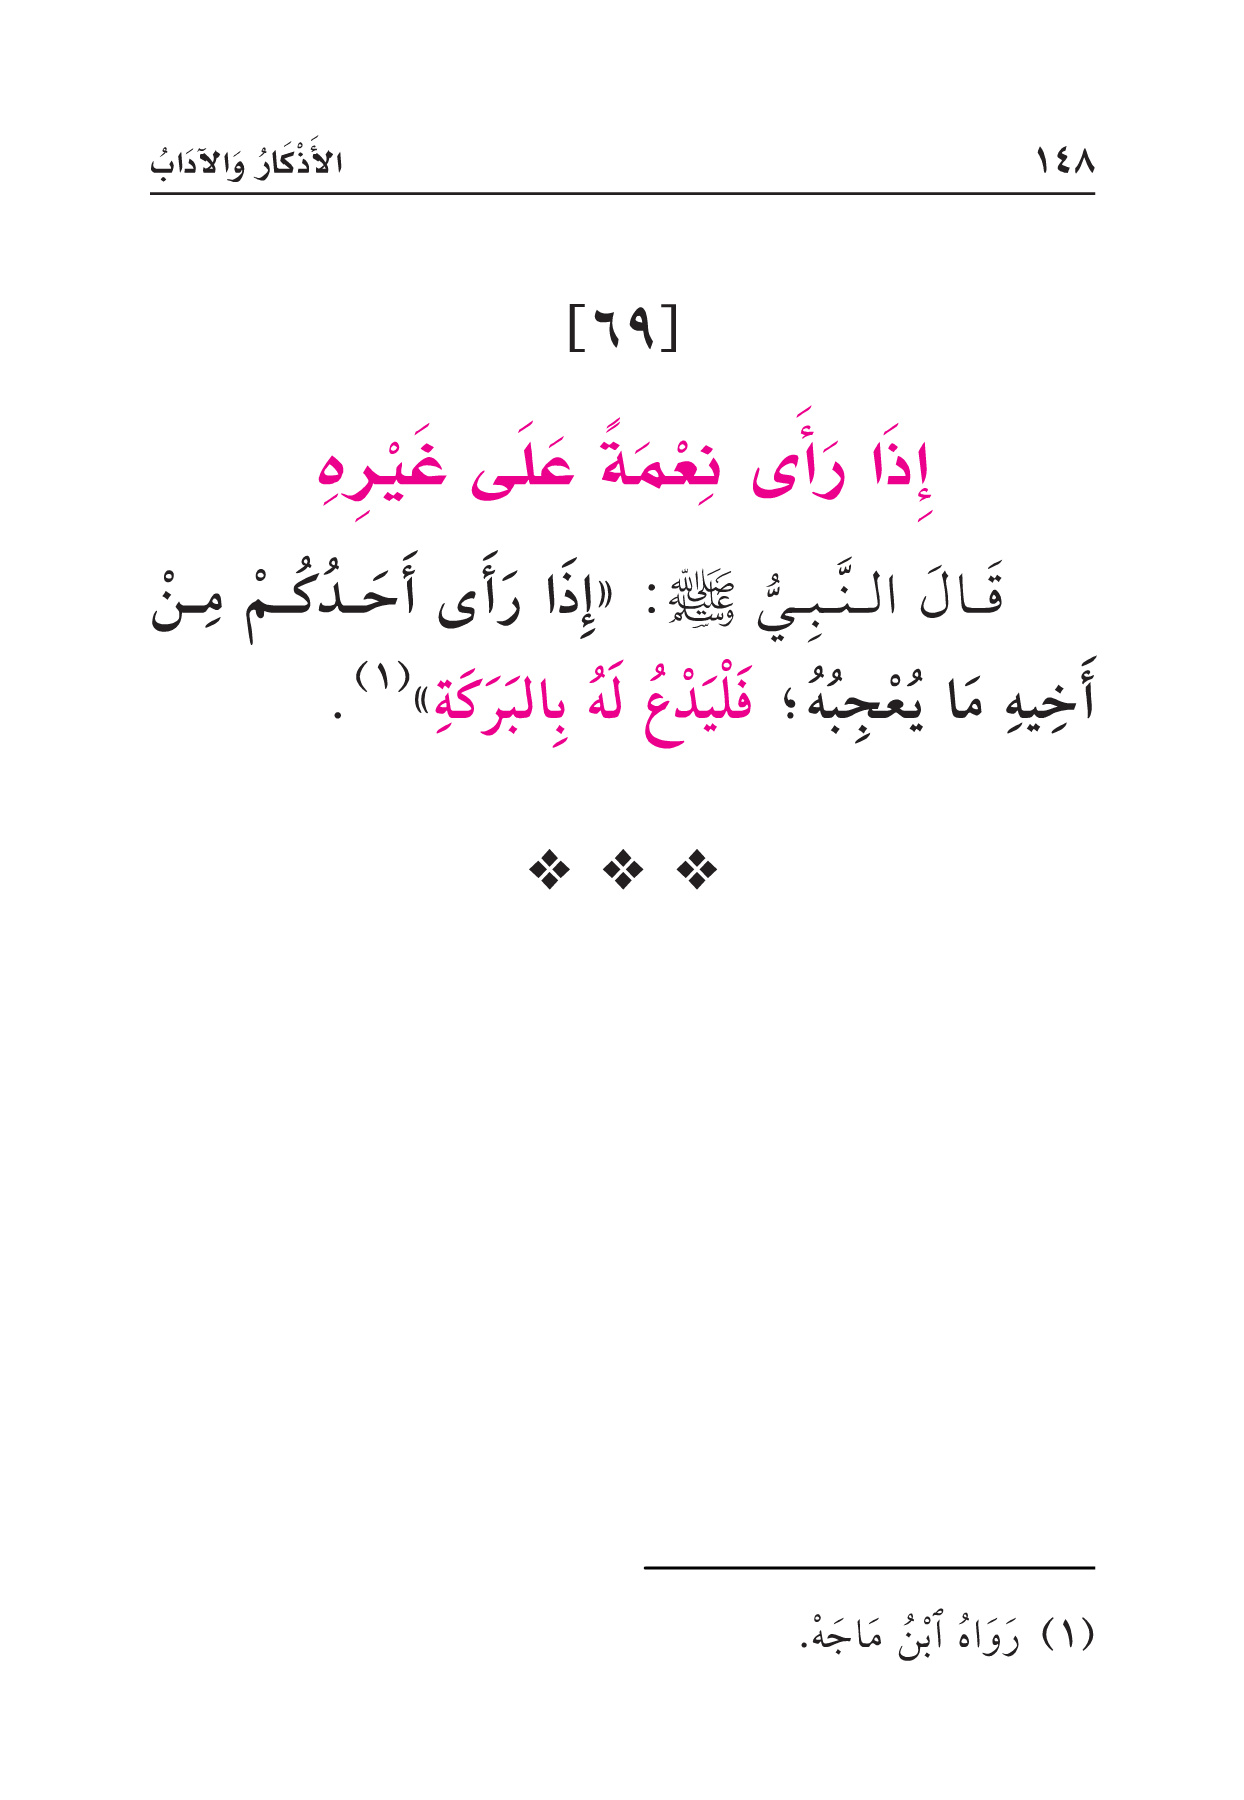 ١٤٨ الأَذْكَارُ وَالآدَابُ
[٦٩]
إِذَا رَأَى نِعْمَةً عَلَى غَيْرِهِ
قَالَ النَّبِيُّ ﷺ: «إِذَا رَأَى أَحَدُكُمْ مِنْ
أَخِيهِ مَا يُعْجِبُهُ؛ فَلْيَدْعُ لَهُ بِالبَرَكَةِ»(١).
(١) رَوَاهُ ٱبْنُ مَاجَهْ.